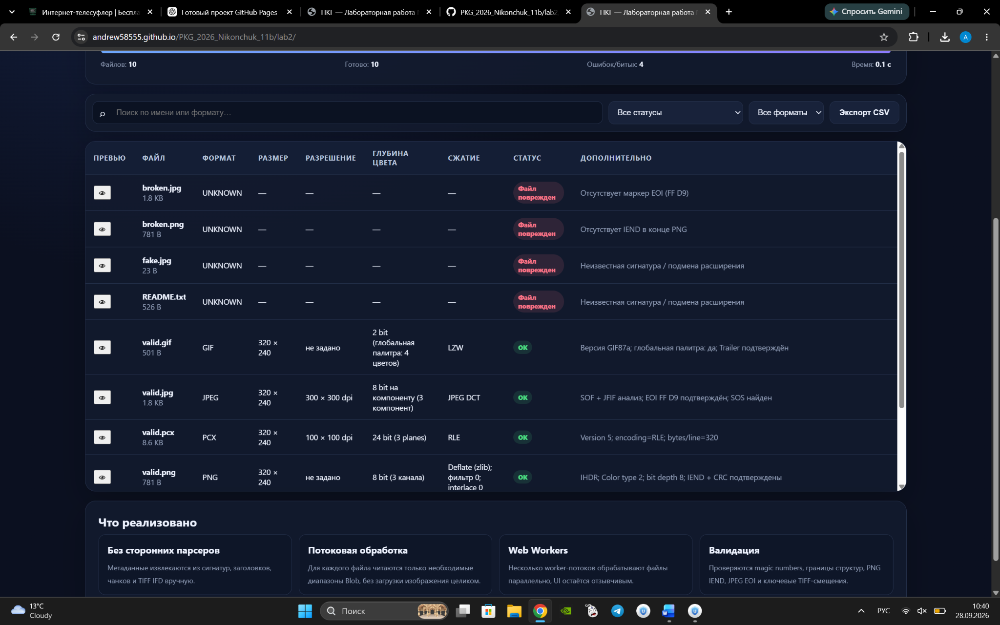 Интернет-телесуфлер | Беспла
Готовый проект GitHub Pages
ПКГ — Лабораторная работа
PKG_2026_Nikonchuk_11b/lab2
ПКГ — Лабораторная работа
Спросить Gemini
andrew58555.github.io/PKG_2026_Nikonchuk_11b/lab2/
A
Файлов: 10
Готово: 10
Ошибок/битых: 4
Время: 0.1 с
Поиск по имени или формату…
Все статусы
Все форматы
Экспорт CSV
ПРЕВЬЮ ФАЙЛ ФОРМАТ РАЗМЕР РАЗРЕШЕНИЕ ГЛУБИНА ЦВЕТА СЖАТИЕ СТАТУС ДОПОЛНИТЕЛЬНО
broken.jpg
1.8 KB
UNKNOWN — — — —
Файл
поврежден
Отсутствует маркер EOI (FF D9)
broken.png
781 B
UNKNOWN — — — —
Файл
поврежден
Отсутствует IEND в конце PNG
fake.jpg
23 B
UNKNOWN — — — —
Файл
поврежден
Неизвестная сигнатура / подмена расширения
README.txt
526 B
UNKNOWN — — — —
Файл
поврежден
Неизвестная сигнатура / подмена расширения
valid.gif
501 B
GIF
320 ×
240
не задано
2 bit
(глобальная
палитра: 4
цветов)
LZW
OK
Версия GIF87a; глобальная палитра: да; Trailer подтверждён
valid.jpg
1.8 KB
JPEG
320 ×
240
300 × 300 dpi
8 bit на
компоненту (3
компонент)
JPEG DCT
OK
SOF + JFIF анализ; EOI FF D9 подтверждён; SOS найден
valid.pcx
8.6 KB
PCX
320 ×
240
100 × 100 dpi
24 bit (3 planes)
RLE
OK
Version 5; encoding=RLE; bytes/line=320
valid.png
781 B
PNG
320 ×
240
не задано
8 bit (3 канала)
Deflate (zlib);
фильтр 0;
interlace 0
OK
IHDR; Color type 2; bit depth 8; IEND + CRC подтверждены
Что реализовано
Без сторонних парсеров
Метаданные извлекаются из сигнатур, заголовков,
чанков и TIFF IFD вручную.
Потоковая обработка
Для каждого файла читаются только необходимые
диапазоны Blob, без загрузки изображения целиком.
Web Workers
Несколько worker-потоков обрабатывают файлы
параллельно, UI остаётся отзывчивым.
Валидация
Проверяются magic numbers, границы структур, PNG
IEND, JPEG EOI и ключевые TIFF-смещения.
13°C
Cloudy
Поиск
РУС
10:40
28.09.2026